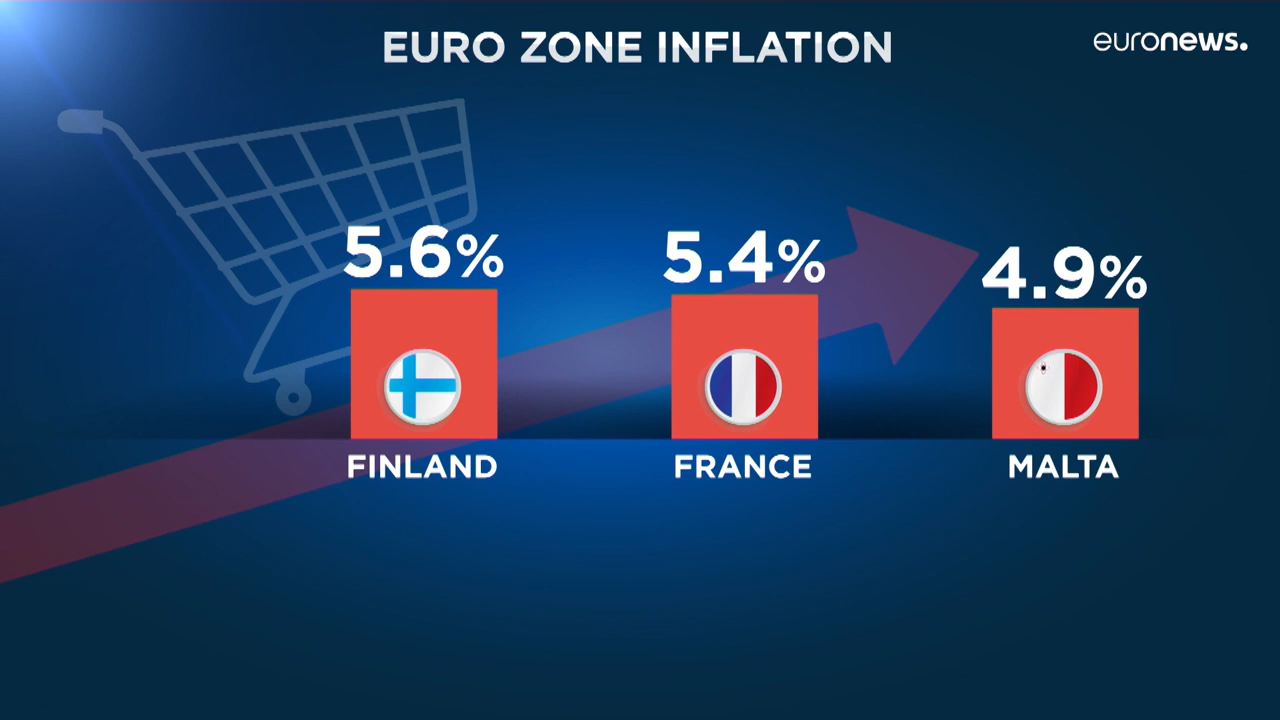 EURO ZONE INFLATION
euronews.
5.6%
5.4%
4.9%
FINLAND
FRANCE
MALTA